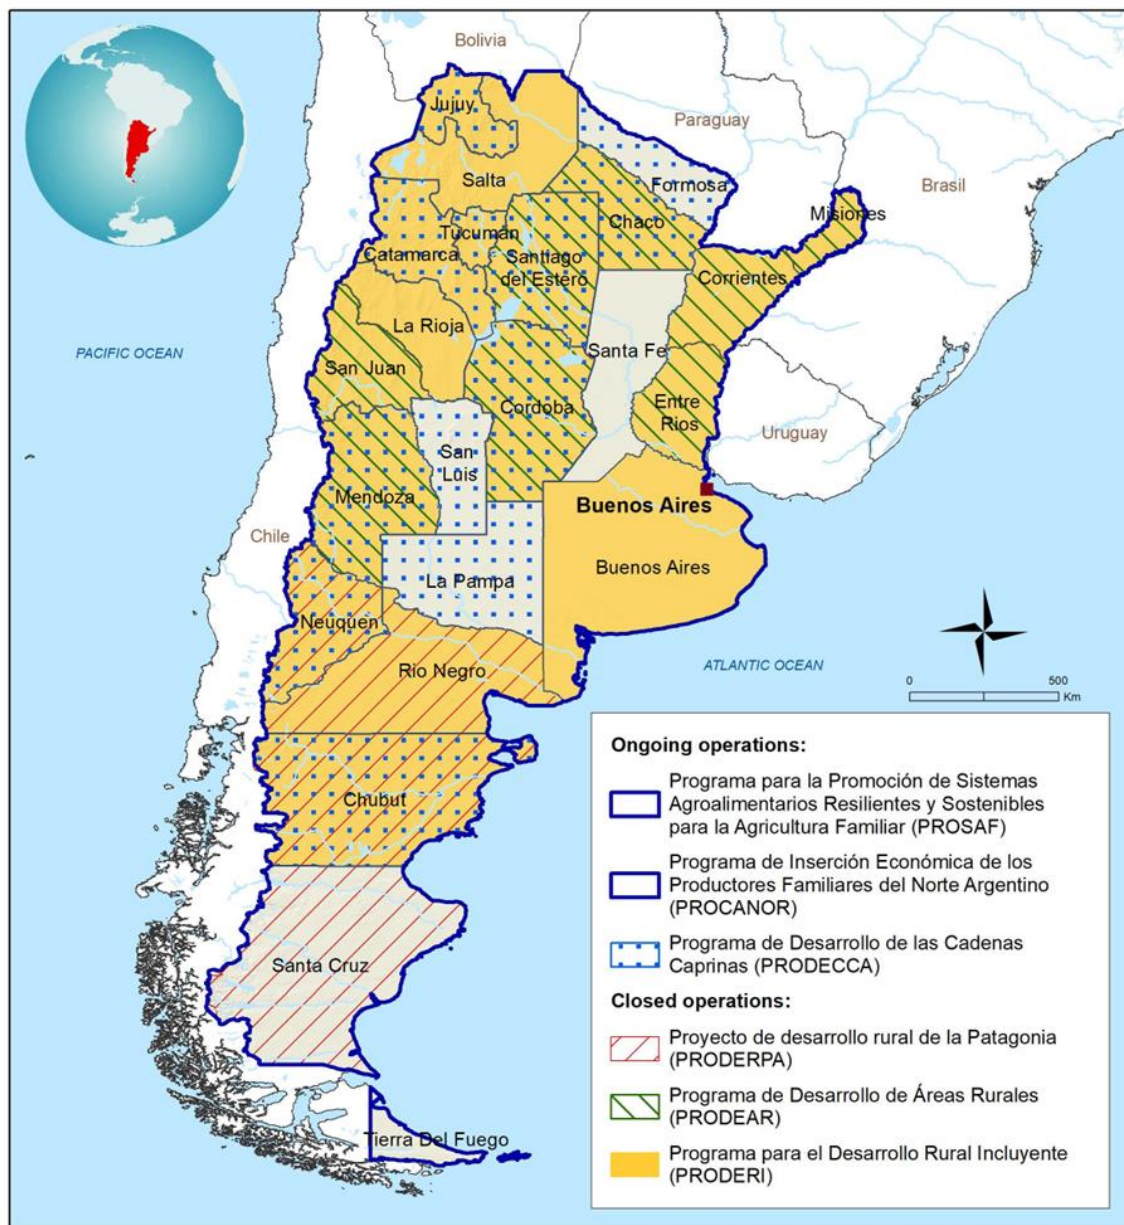 Bolivia
Jujuy
Paraguay
Salta
Formosa
Brasil
Misiones
Chaco
Tucumán
Catamarca
Santiago
del Estéro
Corrientes
La Rioja
PACIFIC OCEAN
Santa Fe
San Juan
Cordoba
Entre
Rios
Uruguay
San
Luis
Mendoza
Buenos Aires
Chile
Buenos Aires
La Pampa
Neuquen
Rio Negro
ATLANTIC OCEAN
0 500
Km
Chubut
Santa Cruz
Tierra Del Fuego
Ongoing operations:
Programa para la Promoción de Sistemas
Agroalimentarios Resilientes y Sostenibles
para la Agricultura Familiar (PROSAF)
Programa de Inserción Económica de los
Productores Familiares del Norte Argentino
(PROCANOR)
Programa de Desarrollo de las Cadenas
Caprinas (PRODECCA)
Closed operations:
Proyecto de desarrollo rural de la Patagonia
(PRODERPA)
Programa de Desarrollo de Áreas Rurales
(PRODEAR)
Programa para el Desarrollo Rural Incluyente
(PRODERI)